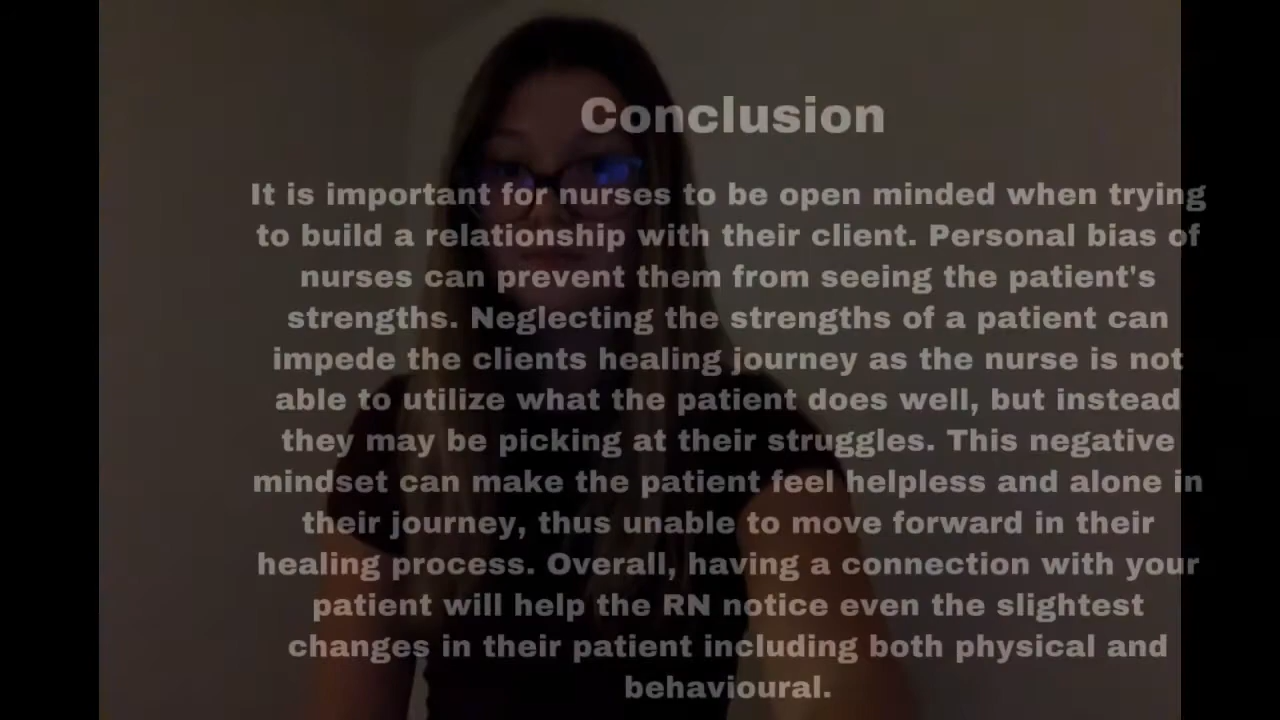 Conclusion
It is important for nurses to be open minded when trying
to build a relationship with their client. Personal bias of
nurses can prevent them from seeing the patient's
strengths. Neglecting the strengths of a patient can
impede the clients healing journey as the nurse is not
able to utilize what the patient does well, but instead
they may be picking at their struggles. This negative
mindset can make the patient feel helpless and alone in
their journey, thus unable to move forward in their
healing process. Overall, having a connection with your
patient will help the RN notice even the slightest
changes in their patient including both physical and
behavioural.